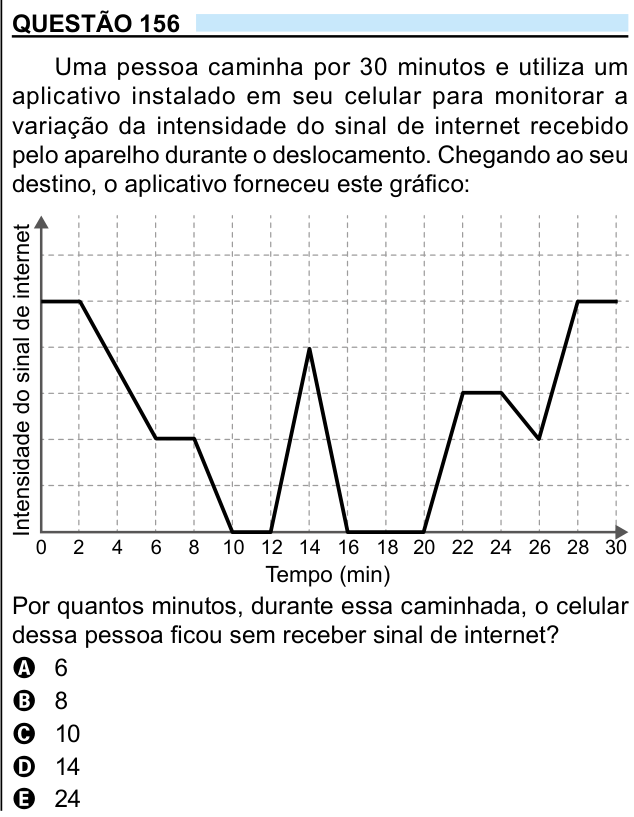 QUESTÃO 156
Uma pessoa caminha por 30 minutos e utiliza um
aplicativo instalado em seu celular para monitorar a
variação da intensidade do sinal de internet recebido
pelo aparelho durante o deslocamento. Chegando ao seu
destino, o aplicativo forneceu este gráfico:
Intensidade do sinal de internet
0 2 4 6 8 10 12 14 16 18 20 22 24 26 28 30
Tempo (min)
Por quantos minutos, durante essa caminhada, o celular
dessa pessoa ficou sem receber sinal de internet?
A 6
B 8
C 10
D 14
E 24